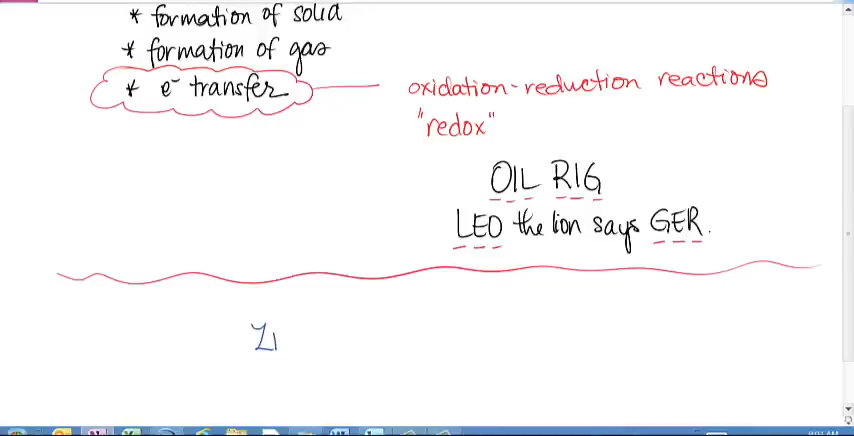 * formation of solid
* formation of gas
* e⁻ transfer
oxidation-reduction reactions
"redox"
OIL RIG
LEO the lion says GER.